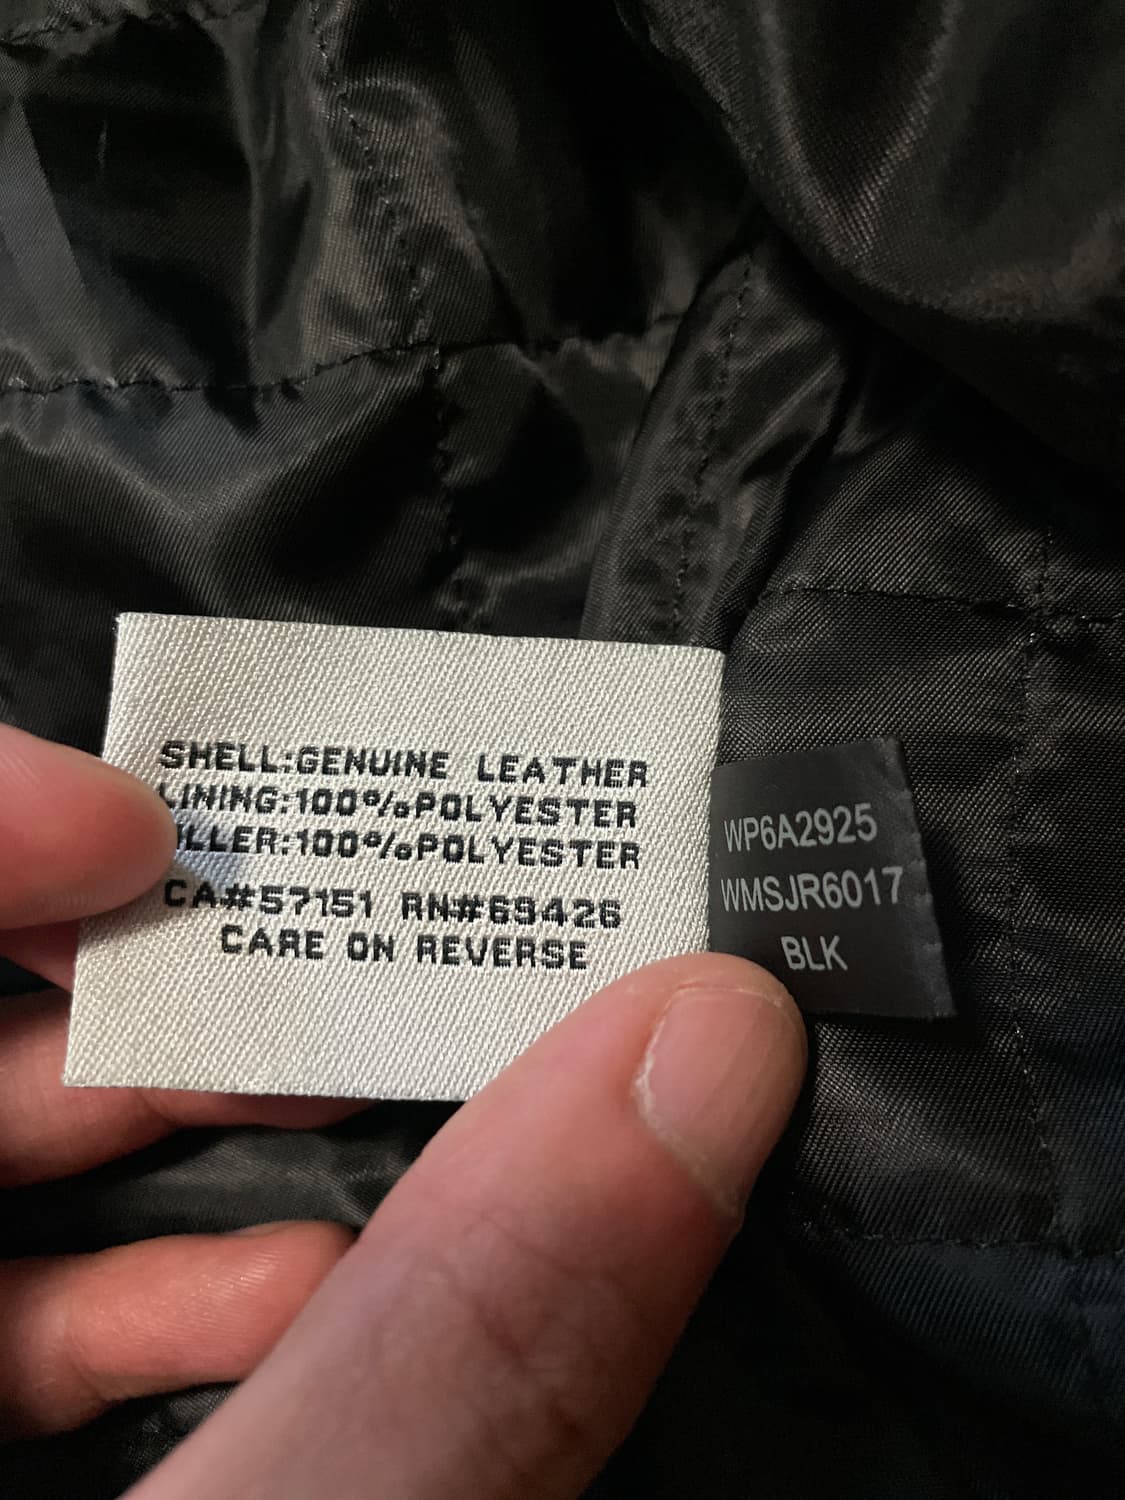 SHELL:GENUINE LEATHER
LINING:100%POLYESTER
ILLER:100%POLYESTER
CA#57151 RN#69426
CARE ON REVERSE
WP6A2925
WMSJR6017
BLK